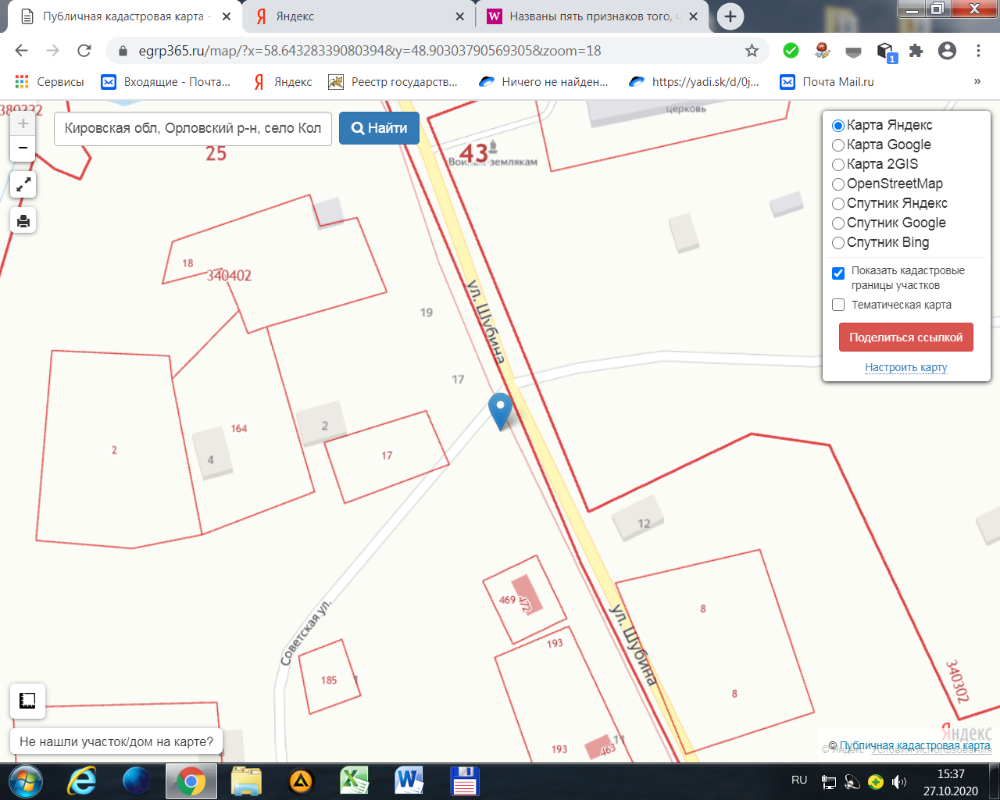 Публичная кадастровая карта -
Яндекс
Названы пять признаков того, ч
egrp365.ru/map/?x=58.64328339080394&y=48.90303790569305&zoom=18
Сервисы
Входящие - Почта...
Яндекс
Реестр государств...
Ничего не найден...
https://yadi.sk/d/0j...
Почта Mail.ru
»
380222
+
−
Кировская обл, Орловский р-н, село Кол
Найти
25
43
церковь
землякам
Карта Яндекс
Карта Google
Карта 2GIS
OpenStreetMap
Спутник Яндекс
Спутник Google
Спутник Bing
Показать кадастровые
границы участков
Тематическая карта
Поделиться ссылкой
Настроить карту
18
340402
19
ул. Шубина
17
2
164
4
2
17
12
469
472
193
8
ул. Шубина
Советская ул.
185
8
340302
193
463
11
Не нашли участок/дом на карте?
Яндекс
© Публичная кадастровая карта
© Яндекс Условия использования
RU
15:37
27.10.2020